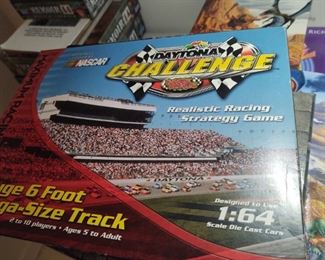 NASCAR
DAYTONA
CHALLENGE
Realistic Racing
Strategy Game
RICH
6 Foot
Track
2 to 10 players • Ages 5 to Adult
Designed to Use
1:64
Scale Die Cast Cars